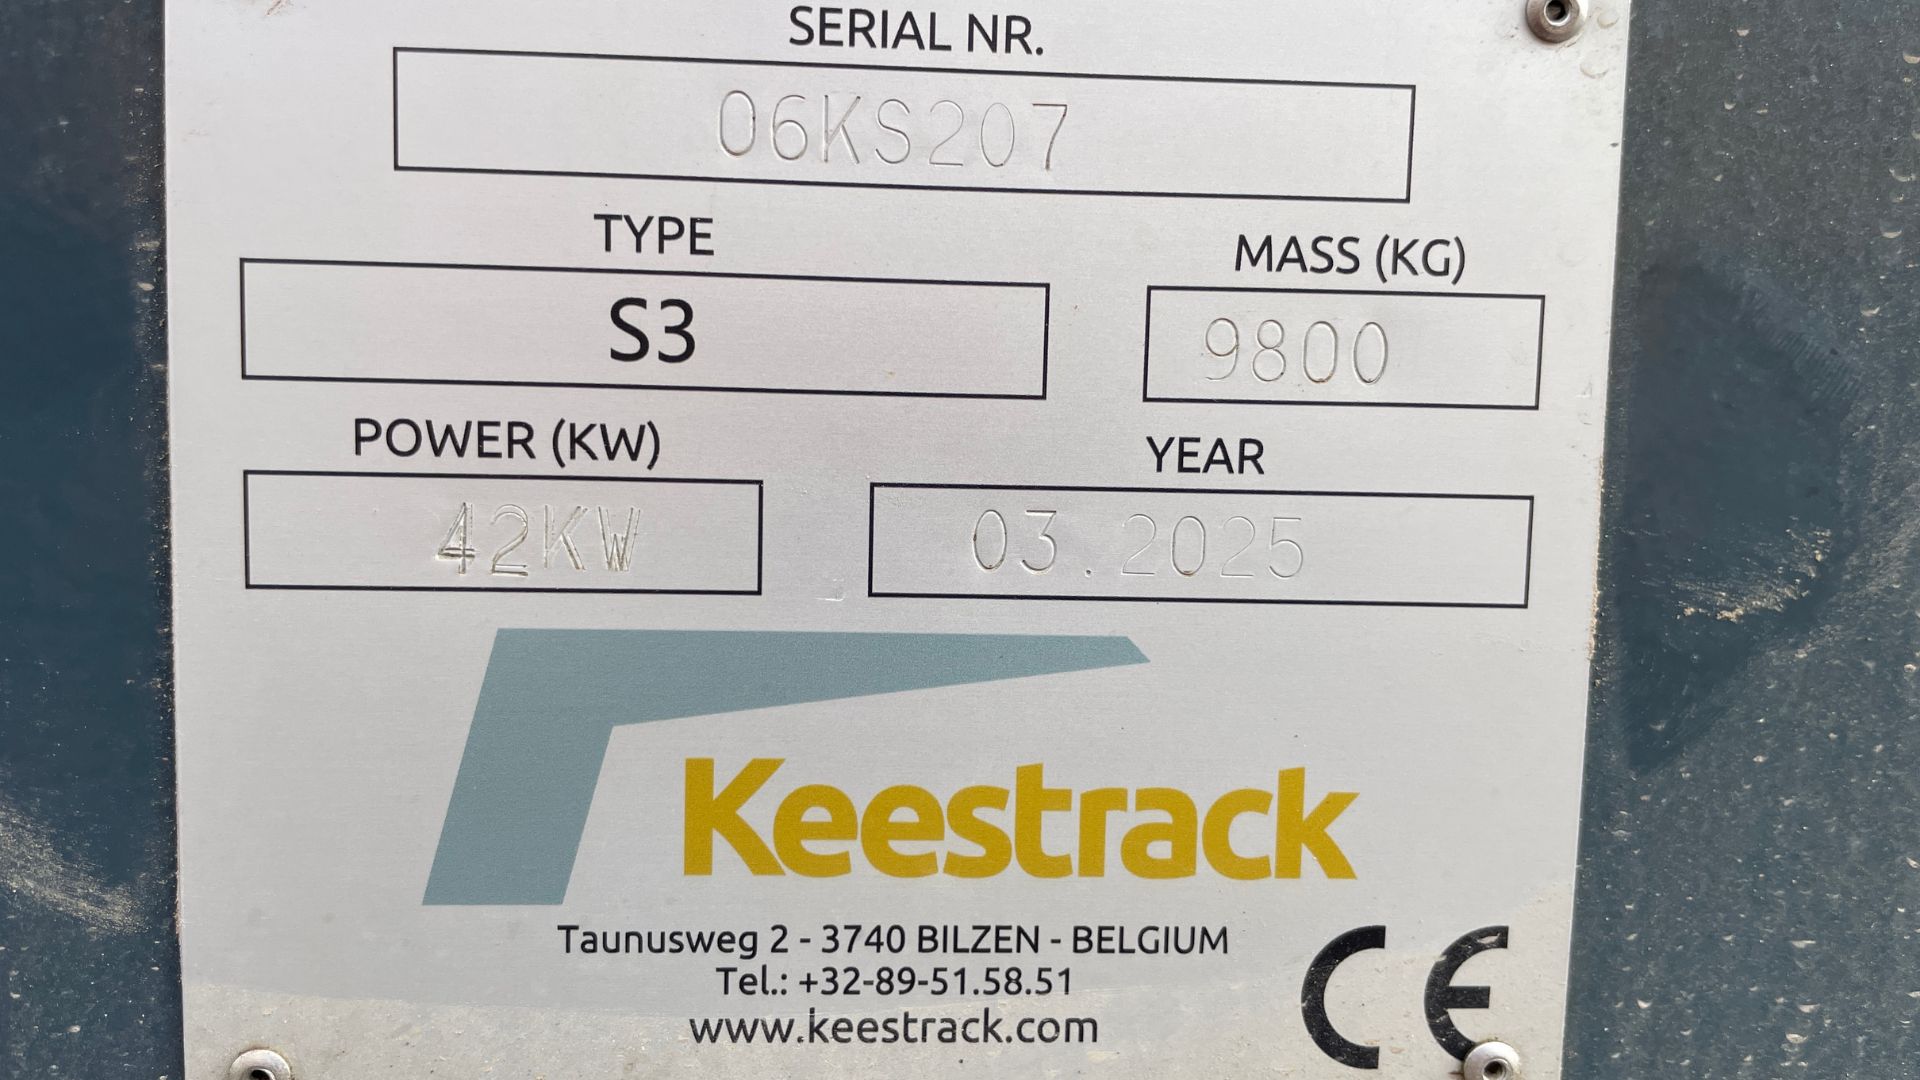 SERIAL NR.
06KS207
TYPE
S3
MASS (KG)
9800
POWER (KW)
42KW
YEAR
03.2025
Keestrack
Taunusweg 2 - 3740 BILZEN - BELGIUM
Tel.: +32-89-51.58.51
www.keestrack.com
CE